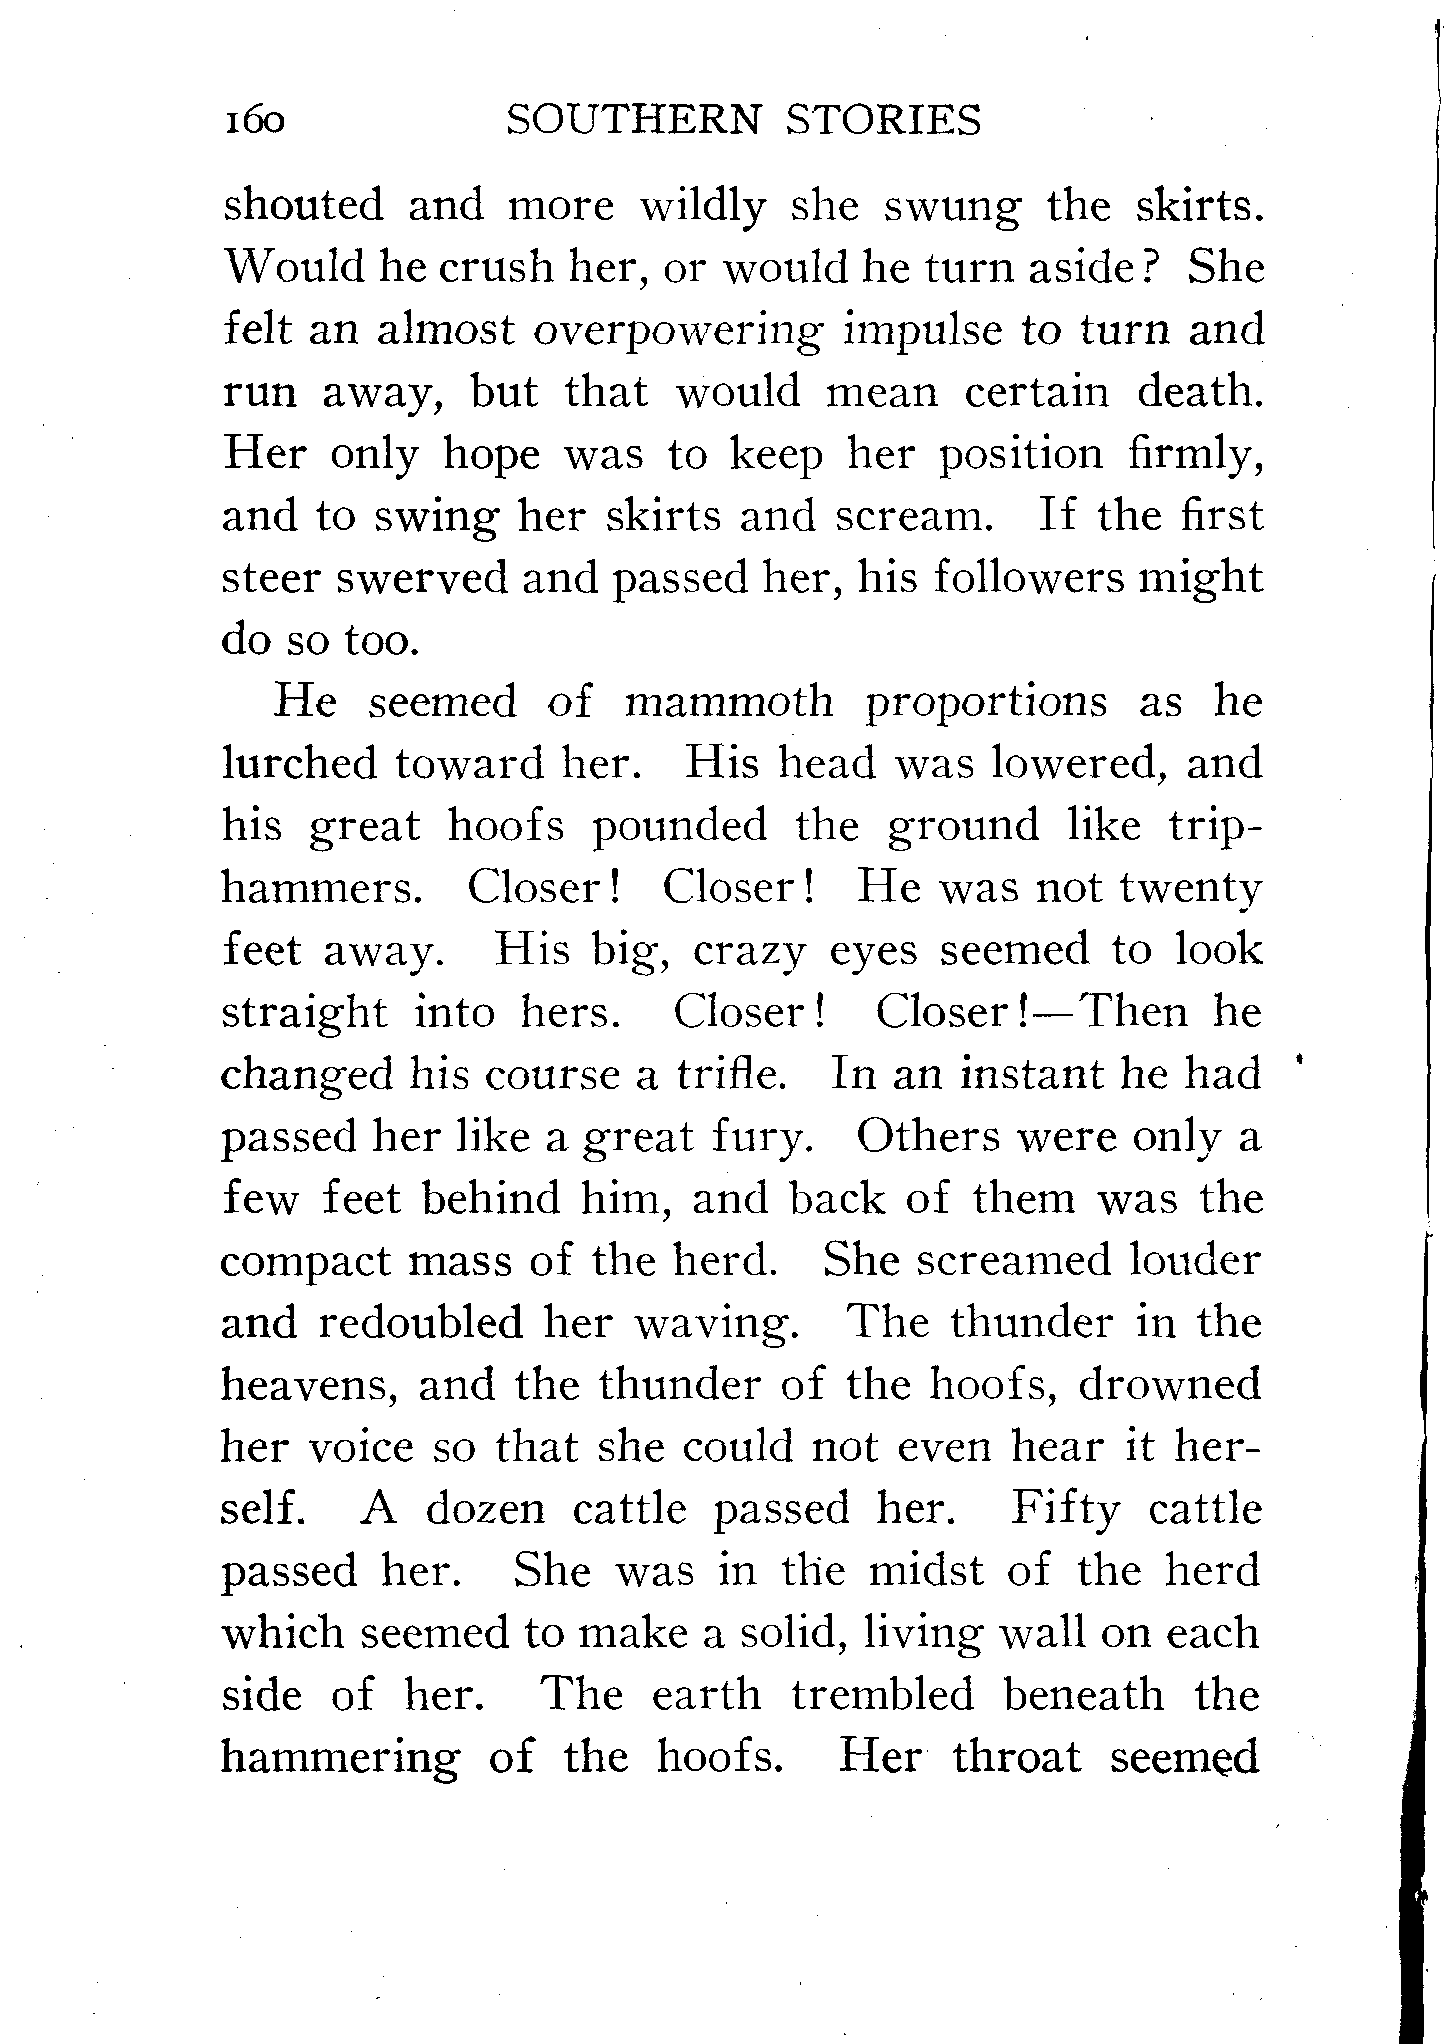 160 SOUTHERN STORIES
shouted and more wildly she swung the skirts.
Would he crush her, or would he turn aside? She
felt an almost overpowering impulse to turn and
run away, but that would mean certain death.
Her only hope was to keep her position firmly,
and to swing her skirts and scream. If the first
steer swerved and passed her, his followers might
do so too.
He seemed of mammoth proportions as he
lurched toward her. His head was lowered, and
his great hoofs pounded the ground like trip-
hammers. Closer! Closer! He was not twenty
feet away. His big, crazy eyes seemed to look
straight into hers. Closer! Closer!—Then he
changed his course a trifle. In an instant he had
passed her like a great fury. Others were only a
few feet behind him, and back of them was the
compact mass of the herd. She screamed louder
and redoubled her waving. The thunder in the
heavens, and the thunder of the hoofs, drowned
her voice so that she could not even hear it her-
self. A dozen cattle passed her. Fifty cattle
passed her. She was in the midst of the herd
which seemed to make a solid, living wall on each
side of her. The earth trembled beneath the
hammering of the hoofs. Her throat seemed